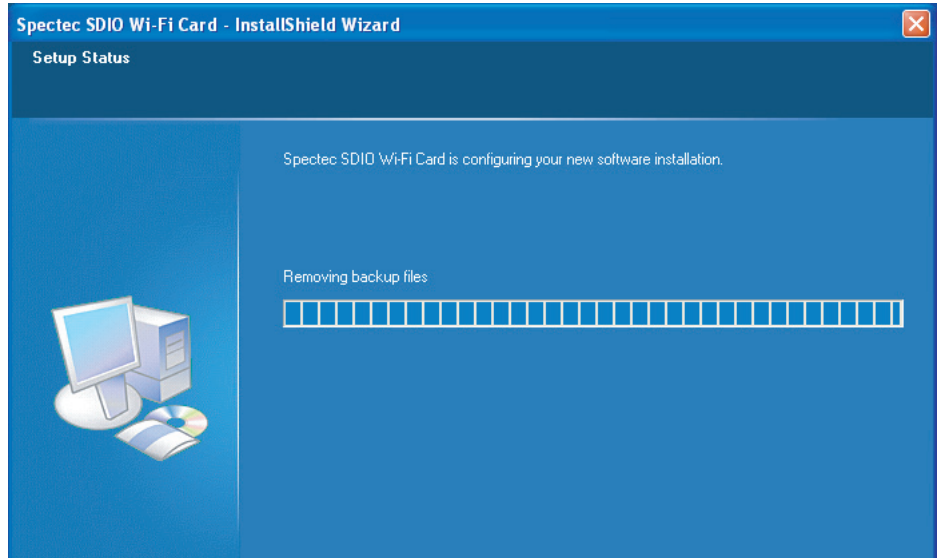 Spectec SDIO Wi-Fi Card - InstallShield Wizard
Setup Status
Spectec SDIO Wi-Fi Card is configuring your new software installation.
Removing backup files